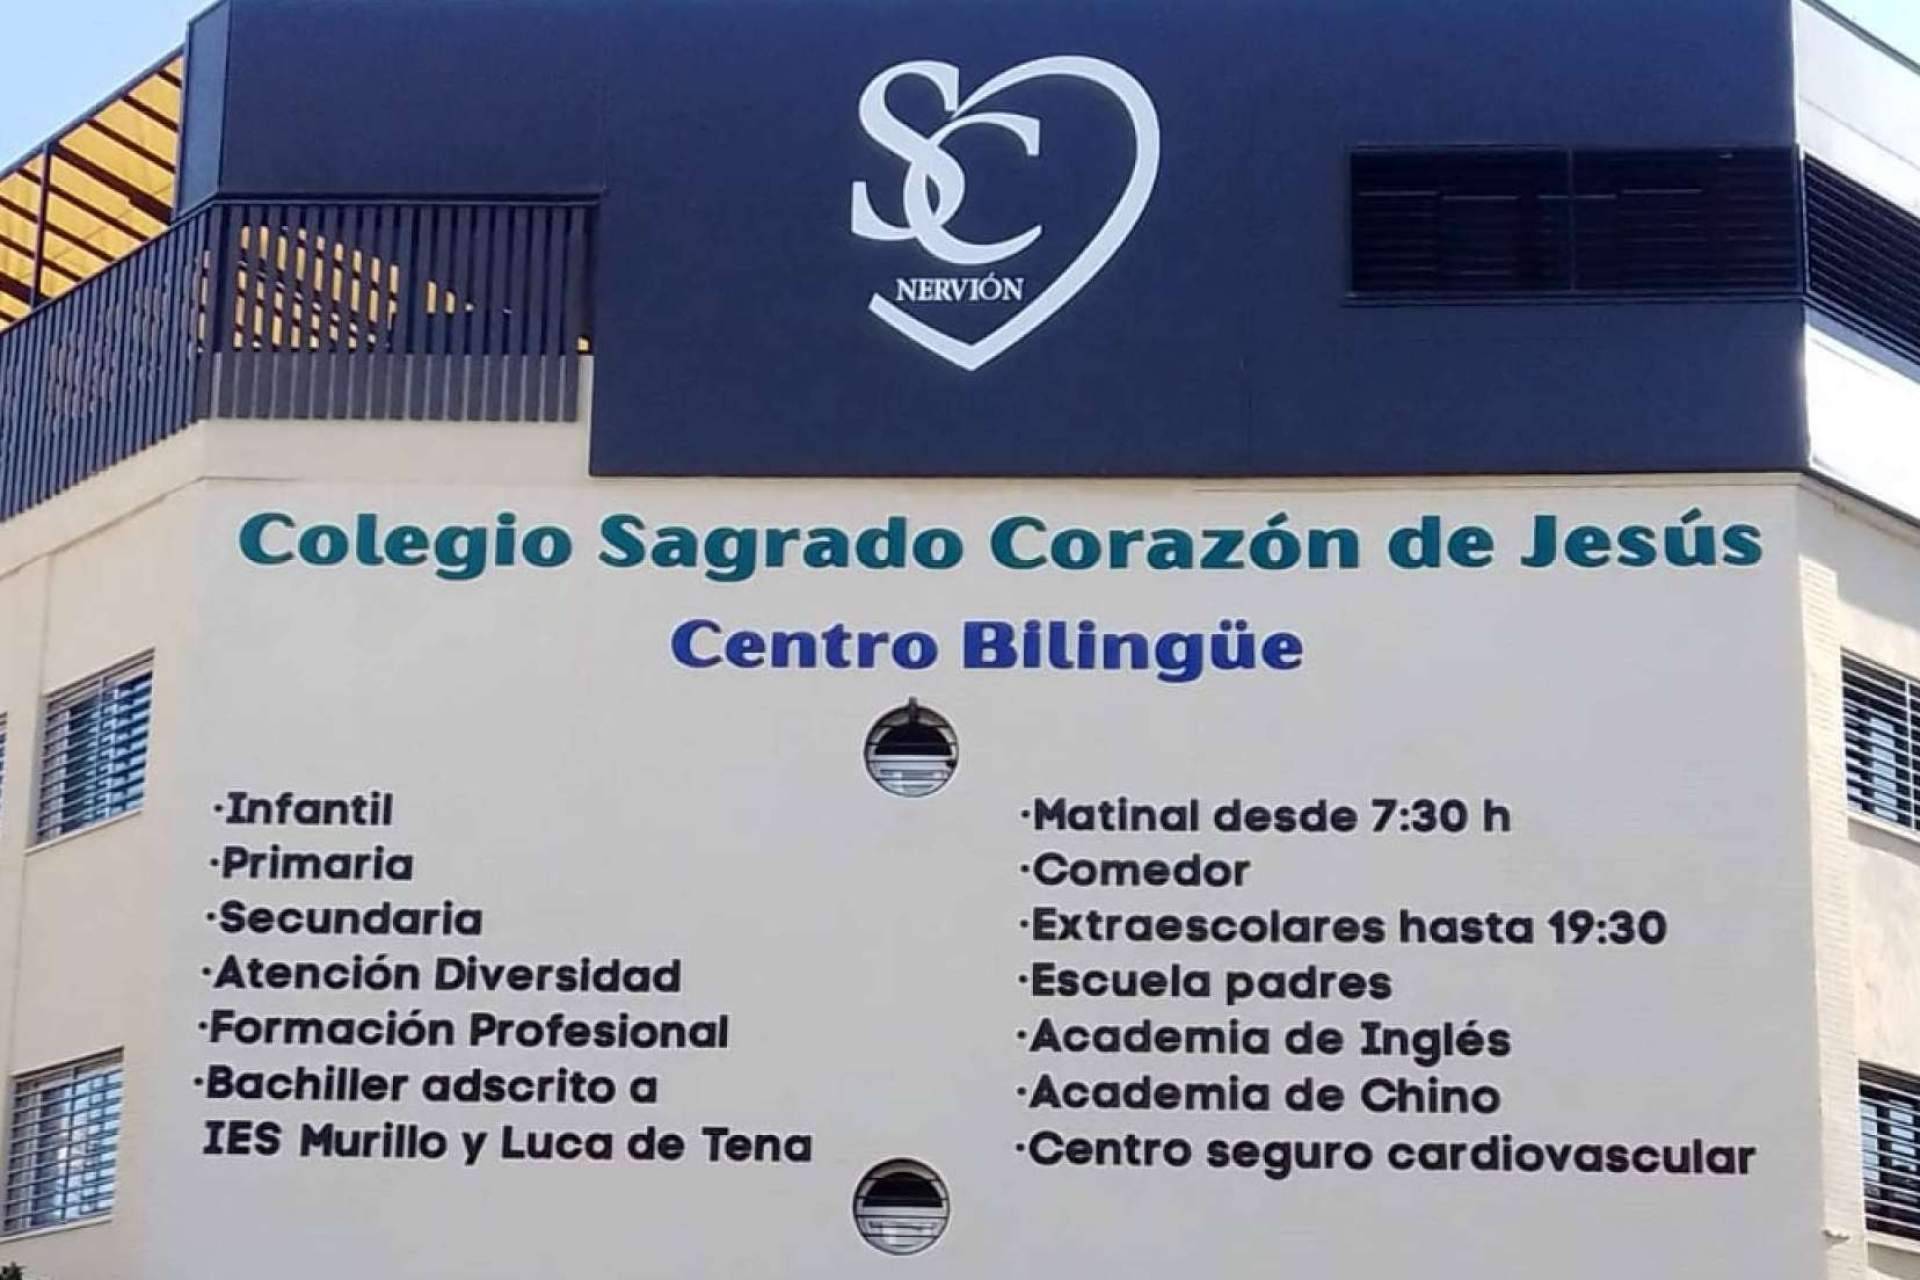 SC
NERVIÓN
Colegio Sagrado Corazón de Jesús
Centro Bilingüe
·Infantil
·Primaria
·Secundaria
·Atención Diversidad
·Formación Profesional
·Bachiller adscrito a
IES Murillo y Luca de Tena
·Matinal desde 7:30 h
·Comedor
·Extraescolares hasta 19:30
·Escuela padres
·Academia de Inglés
·Academia de Chino
·Centro seguro cardiovascular